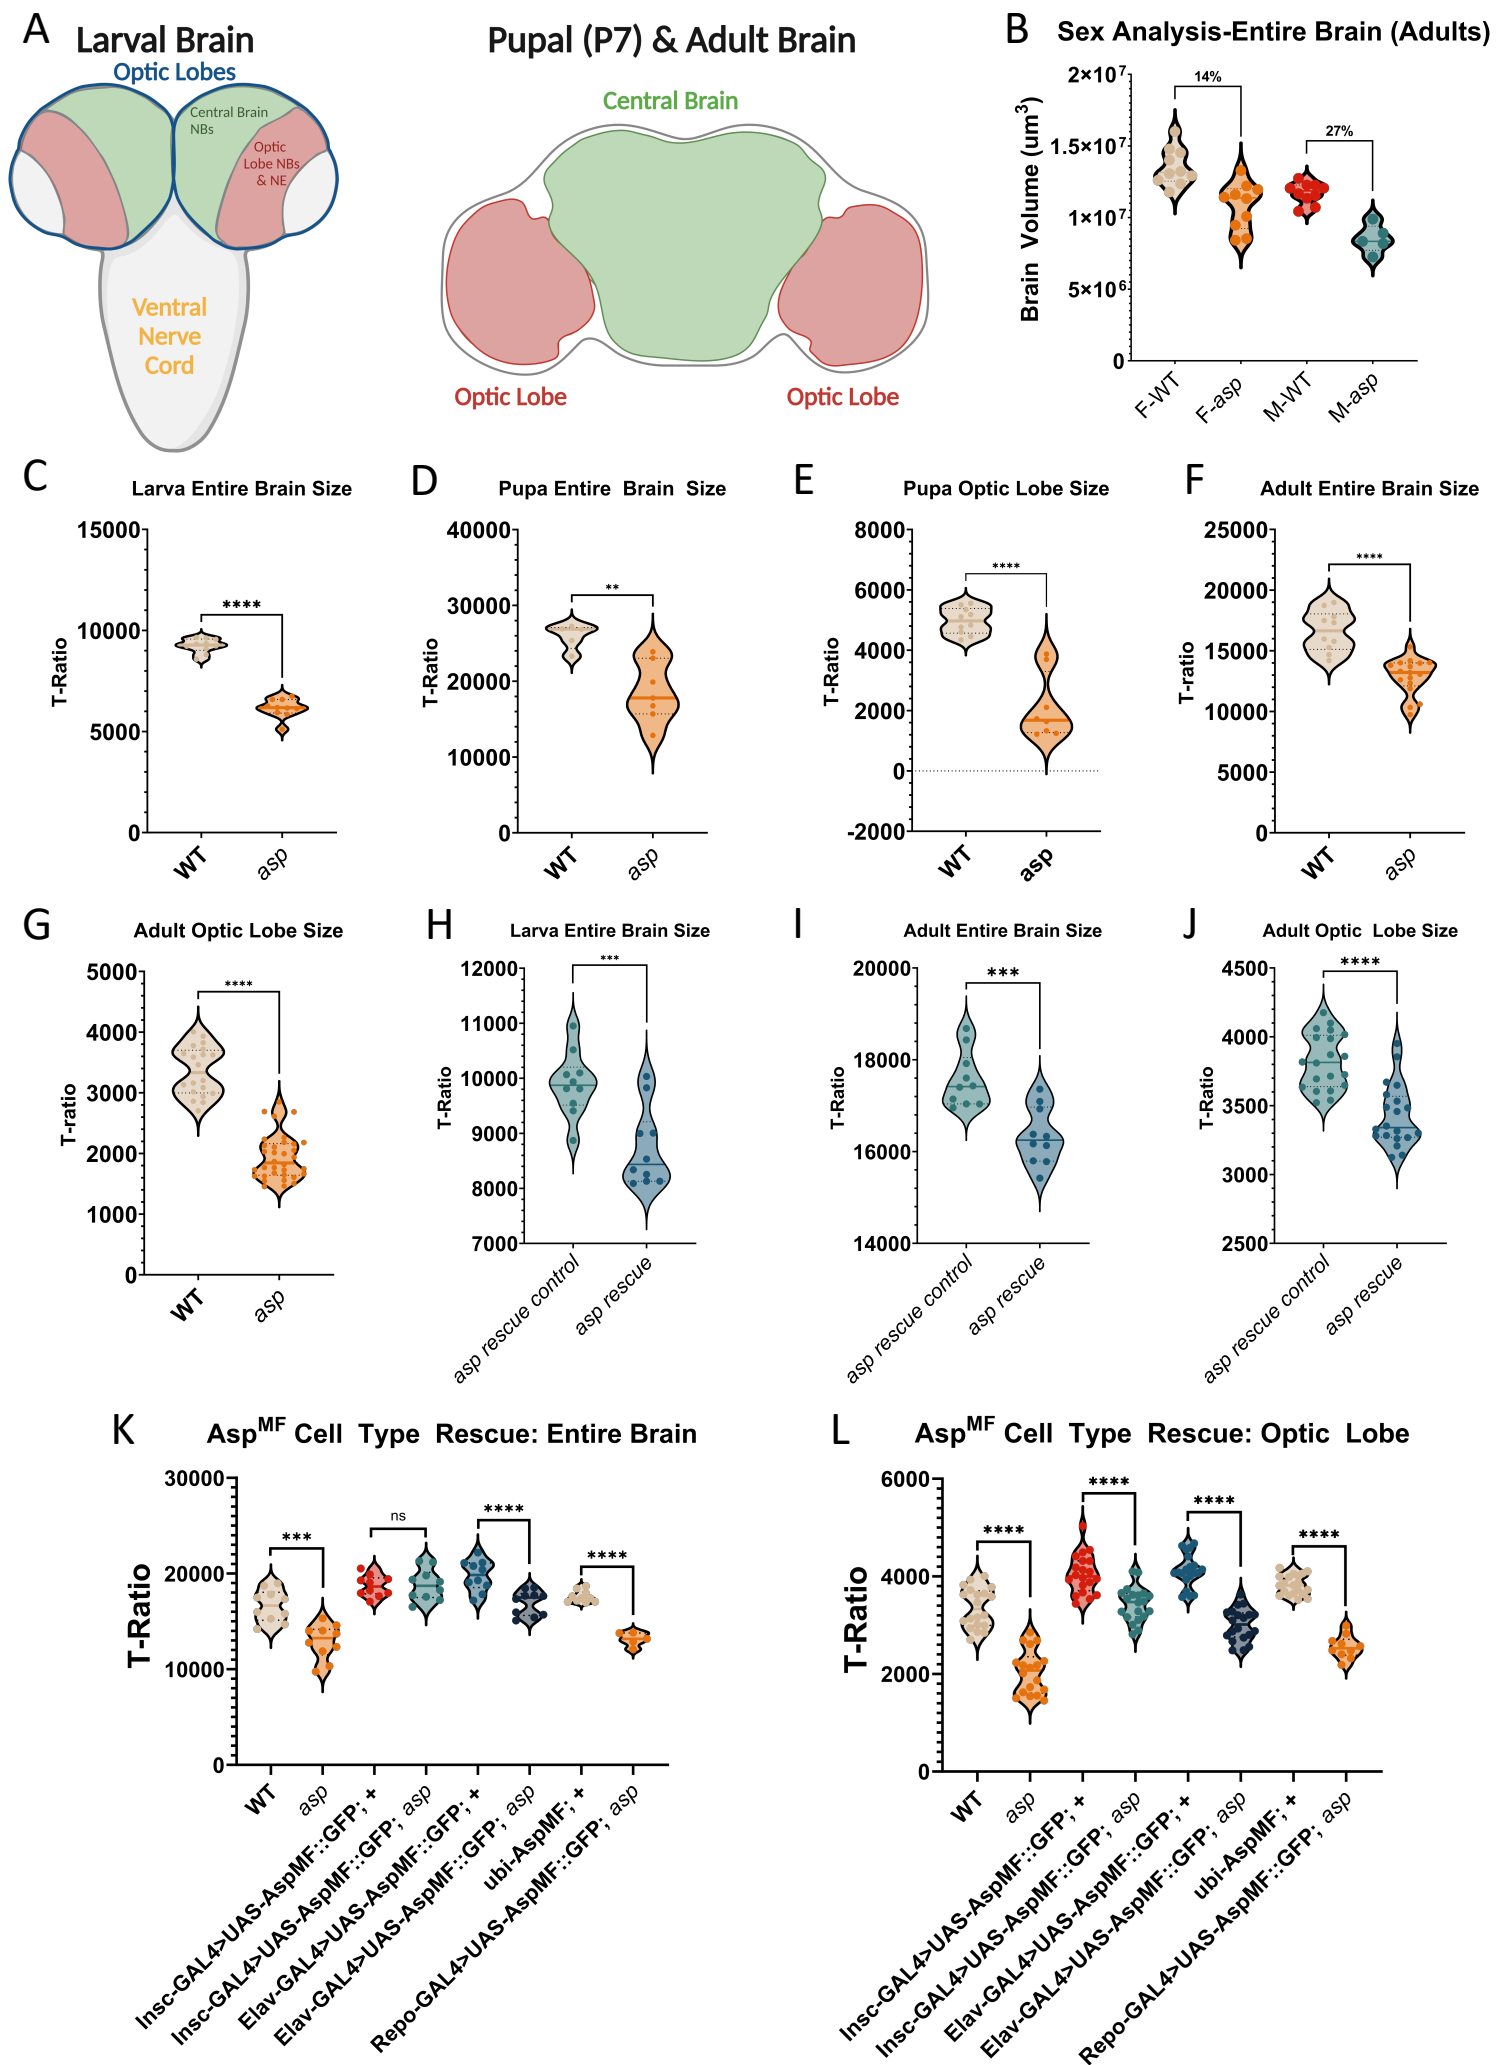 A
Larval Brain
Optic Lobes
Central Brain
NBs
Optic
Lobe NBs
& NE
Ventral
Nerve
Cord
Pupal (P7) & Adult Brain
Central Brain
Optic Lobe
Optic Lobe
B
Sex Analysis-Entire Brain (Adults)
Brain Volume (um³)
2×10⁷
1.5×10⁷
1×10⁷
5×10⁶
0
14%
27%
F-WT
F-asp
M-WT
M-asp
C
Larva Entire Brain Size
T-Ratio
15000
10000
5000
0
****
WT
asp
D
Pupa Entire Brain Size
T-Ratio
40000
30000
20000
10000
0
**
WT
asp
E
Pupa Optic Lobe Size
T-Ratio
8000
6000
4000
2000
0
-2000
****
WT
asp
F
Adult Entire Brain Size
T-ratio
25000
20000
15000
10000
5000
0
****
WT
asp
G
Adult Optic Lobe Size
T-ratio
5000
4000
3000
2000
1000
0
****
WT
asp
H
Larva Entire Brain Size
T-Ratio
12000
11000
10000
9000
8000
7000
***
asp rescue control
asp rescue
I
Adult Entire Brain Size
T-Ratio
20000
18000
16000
14000
***
asp rescue control
asp rescue
J
Adult Optic Lobe Size
T-Ratio
4500
4000
3500
3000
2500
****
asp rescue control
asp rescue
K
Asp^MF Cell Type Rescue: Entire Brain
T-Ratio
30000
20000
10000
0
***
ns
****
****
WT
asp
Insc-GAL4>UAS-AspMF::GFP; +
Insc-GAL4>UAS-AspMF::GFP; asp
Elav-GAL4>UAS-AspMF::GFP; +
Elav-GAL4>UAS-AspMF::GFP; asp
ubi-AspMF; +
Repo-GAL4>UAS-AspMF::GFP; asp
L
Asp^MF Cell Type Rescue: Optic Lobe
T-Ratio
6000
4000
2000
0
****
****
****
****
WT
asp
Insc-GAL4>UAS-AspMF::GFP; +
Insc-GAL4>UAS-AspMF::GFP; asp
Elav-GAL4>UAS-AspMF::GFP; +
Elav-GAL4>UAS-AspMF::GFP; asp
ubi-AspMF; +
Repo-GAL4>UAS-AspMF::GFP; asp